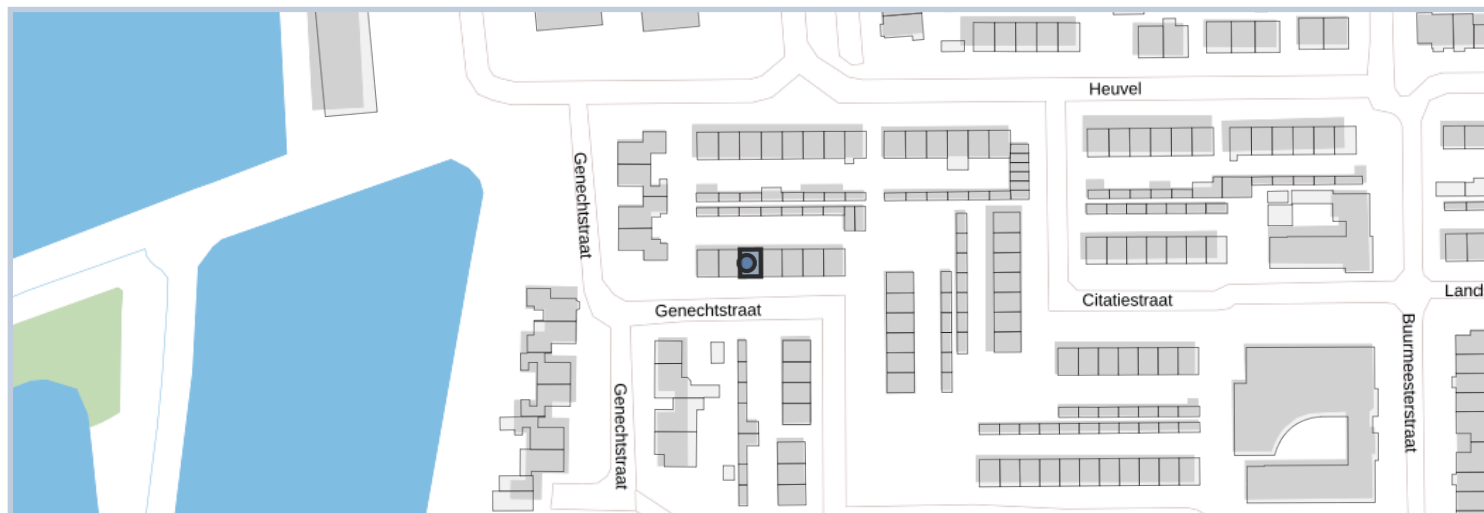 Heuvel
Genechtstraat
Citatiestraat
Land
Genechtstraat
Buurmeesterstraat
Genechtstraat